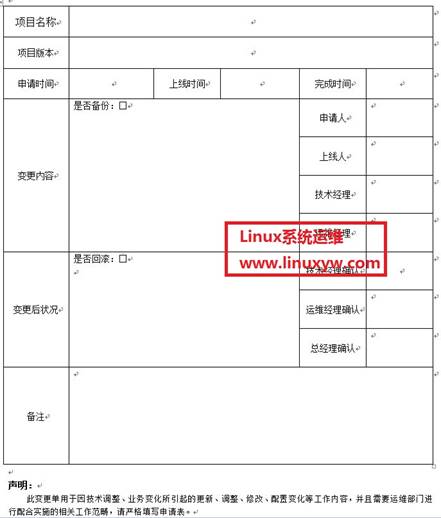 项目名称
项目版本
申请时间 上线时间 完成时间
变更内容 是否备份：□ 申请人
上线人
技术经理
经理
Linux系统运维
www.linuxyw.com
变更后状况 是否回滚：□ 技术经理确认
运维经理确认
总经理确认
备注
声明：
此变更单用于因技术调整、业务变化所引起的更新、调整、修改、配置变化等工作内容，并且需要运维部门进
行配合实施的相关工作范畴，请严格填写申请表。